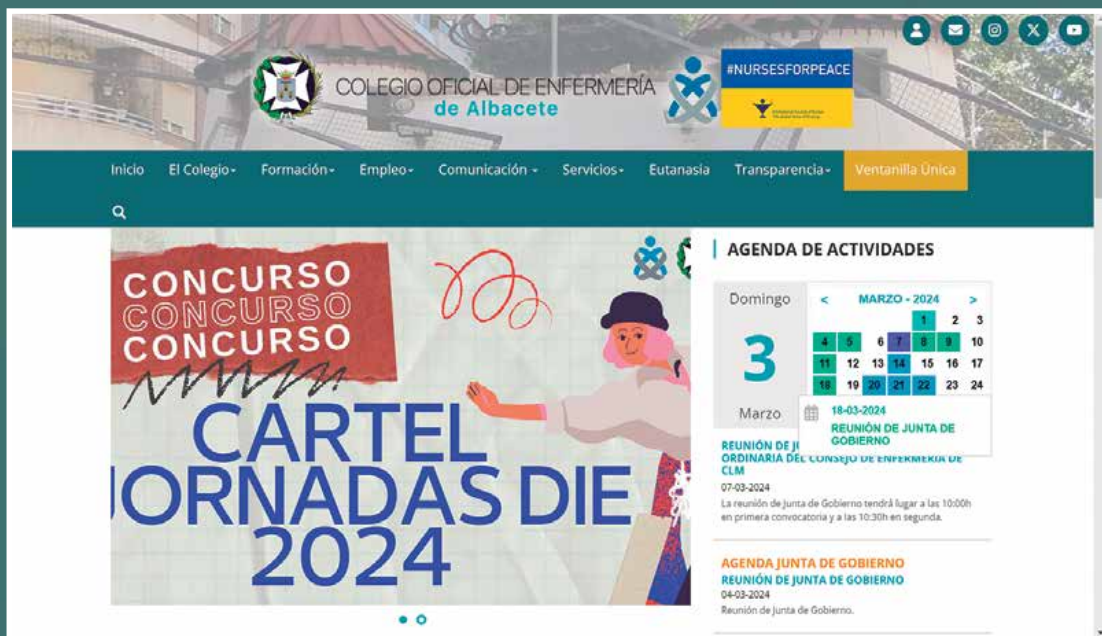 COLEGIO OFICIAL DE ENFERMERÍA
de Albacete
#NURSESFORPEACE
Inicio El Colegio Formación Empleo Comunicación Servicios Eutanasia Transparencia Ventanilla Única
CONCURSO
CONCURSO
CONCURSO
CARTEL
JORNADAS DIE
2024
AGENDA DE ACTIVIDADES
Domingo
3
Marzo
< MARZO - 2024 >
1 2 3
4 5 6 7 8 9 10
11 12 13 14 15 16 17
18 19 20 21 22 23 24
18-03-2024
REUNIÓN DE JUNTA DE
GOBIERNO
REUNIÓN DE
ORDINARIA DEL CONSEJO DE ENFERMERÍA DE
CLM
07-03-2024
La reunión de Junta de Gobierno tendrá lugar a las 10:00h
en primera convocatoria y a las 10:30h en segunda.
AGENDA JUNTA DE GOBIERNO
REUNIÓN DE JUNTA DE GOBIERNO
04-03-2024
Reunión de Junta de Gobierno.